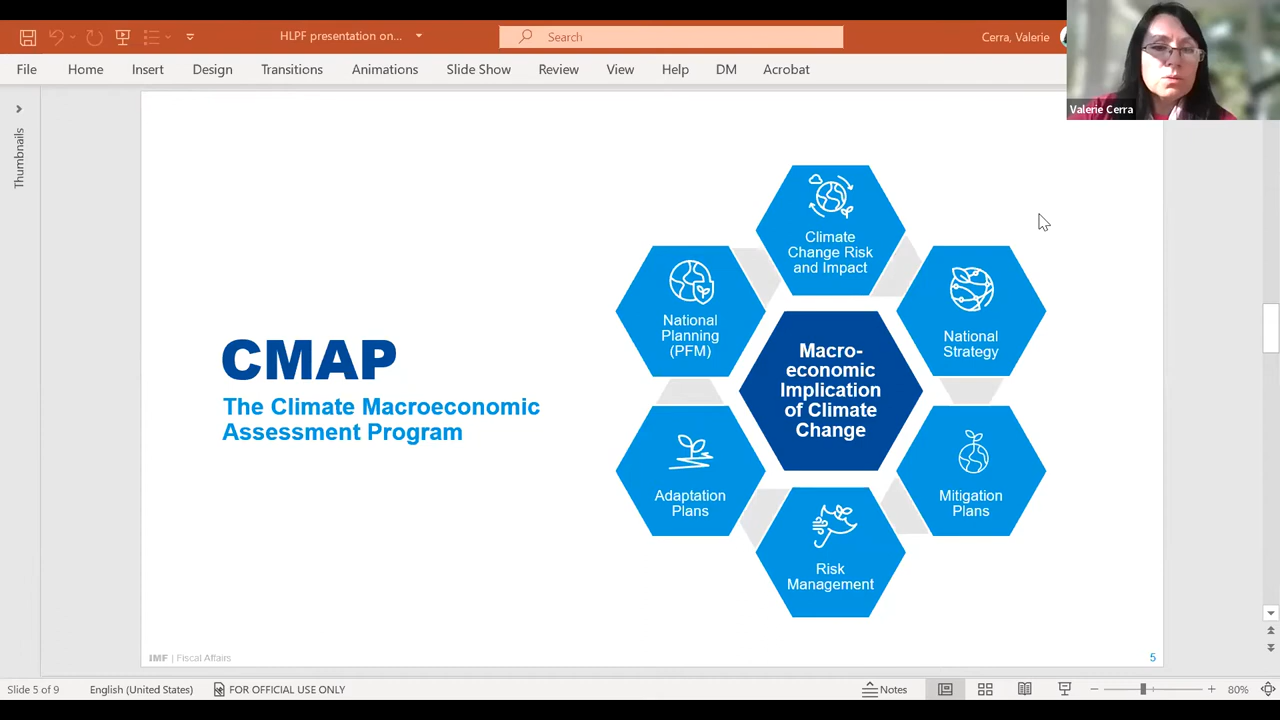 HLPF presentation on...
Search
Cerra, Valerie
File
Home
Insert
Design
Transitions
Animations
Slide Show
Review
View
Help
DM
Acrobat
Valerie Cerra
Thumbnails
CMAP
The Climate Macroeconomic
Assessment Program
Climate
Change Risk
and Impact
National
Strategy
Mitigation
Plans
Risk
Management
Adaptation
Plans
National
Planning
(PFM)
Macro-
economic
Implication
of Climate
Change
IMF | Fiscal Affairs
5
Slide 5 of 9
English (United States)
FOR OFFICIAL USE ONLY
Notes
80%